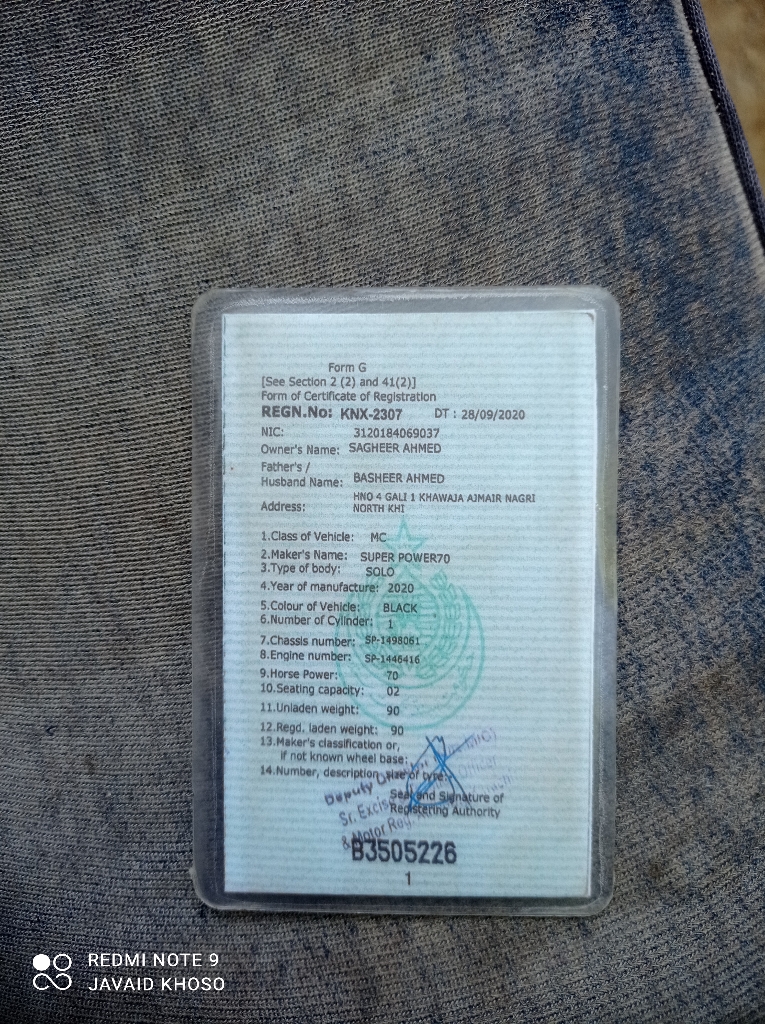 Form G
[See Section 2 (2) and 41(2)]
Form of Certificate of Registration
REGN.No: KNX-2307 DT : 28/09/2020
NIC: 3120184069037
Owner's Name: SAGHEER AHMED
Father's /
Husband Name: BASHEER AHMED
Address: HNO 4 GALI 1 KHAWAJA AJMAIR NAGRI
NORTH KHI
1.Class of Vehicle: MC
2.Maker's Name: SUPER POWER70
3.Type of body: SOLO
4.Year of manufacture: 2020
5.Colour of Vehicle: BLACK
6.Number of Cylinder: 1
7.Chassis number: SP-1498061
8.Engine number: SP-1446416
9.Horse Power: 70
10.Seating capacity: 02
11.Unladen weight: 90
12.Regd. laden weight: 90
13.Maker's classification or,
if not known wheel base:
14.Number, description, size of type:
Deputy
Sr. Excise Officer
& Motor Reg.
Seal and Signature of
Registering Authority
B3505226
1
REDMI NOTE 9
JAVAID KHOSO